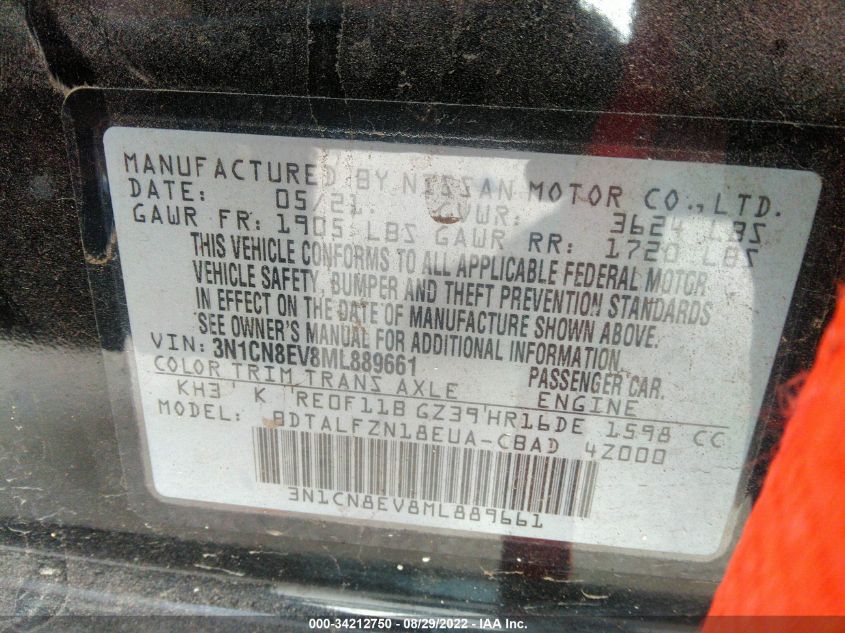 MANUFACTURED BY NISSAN MOTOR CO., LTD.
DATE: 05/21. GVWR: 3624 LBS
GAWR FR: 1905 LBS GAWR RR: 1720 LBS
THIS VEHICLE CONFORMS TO ALL APPLICABLE FEDERAL MOTOR
VEHICLE SAFETY, BUMPER AND THEFT PREVENTION STANDARDS
IN EFFECT ON THE DATE OF MANUFACTURE SHOWN ABOVE.
SEE OWNER'S MANUAL FOR ADDITIONAL INFORMATION.
VIN: 3N1CN8EV8ML889661 PASSENGER CAR.
COLOR TRIM TRANS AXLE ENGINE
KH3 ' K 'RE0F11B GZ39'HR16DE 1598 CC
MODEL: BDTALFZN18EUA-CBAD 4Z000
3N1CN8EV8ML889661
000-34212750 - 08/29/2022 - IAAI - Copyright, IAA, Inc.